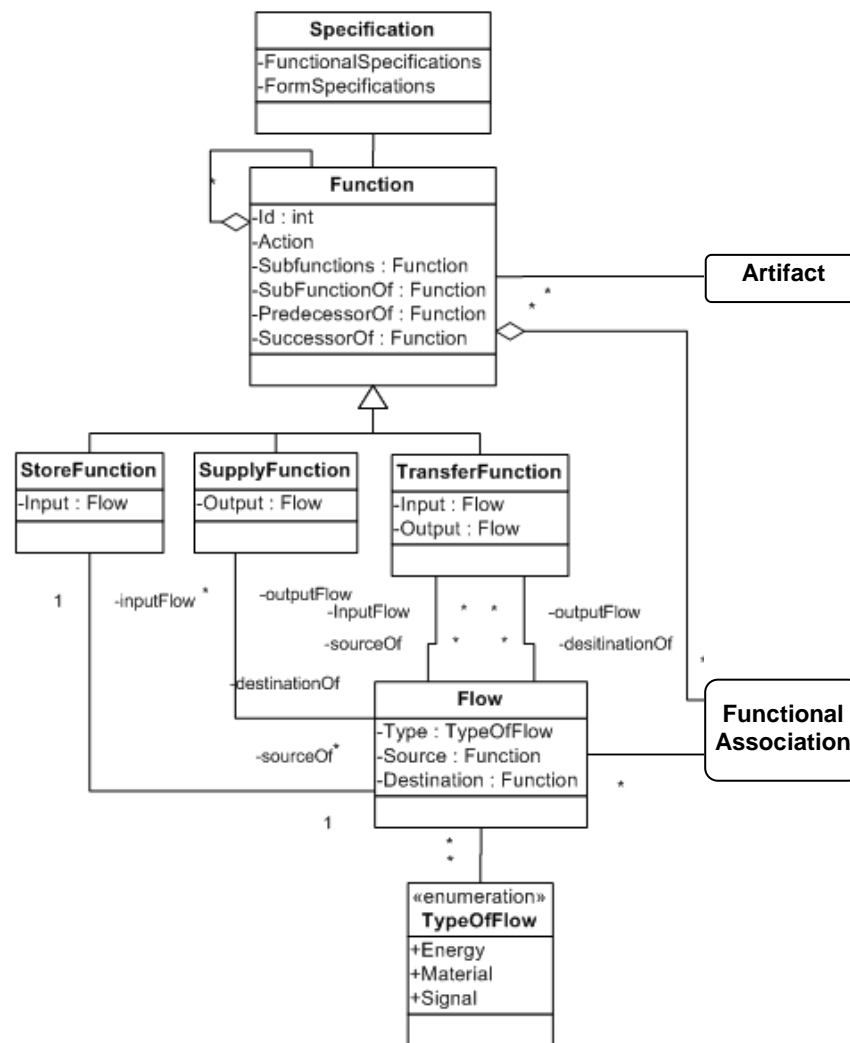 Specification
-FunctionalSpecifications
-FormSpecifications
*
Function
-Id : int
-Action
-Subfunctions : Function
-SubFunctionOf : Function
-PredecessorOf : Function
-SuccessorOf : Function
Artifact
*
*
StoreFunction
-Input : Flow
SupplyFunction
-Output : Flow
TransferFunction
-Input : Flow
-Output : Flow
1
-inputFlow
*
-outputFlow
-InputFlow
*
*
-outputFlow
-sourceOf
*
*
-desitinationOf
*
-destinationOf
Functional
Association
Flow
-Type : TypeOfFlow
-Source : Function
-Destination : Function
-sourceOf
*
*
1
*
*
«enumeration»
TypeOfFlow
+Energy
+Material
+Signal